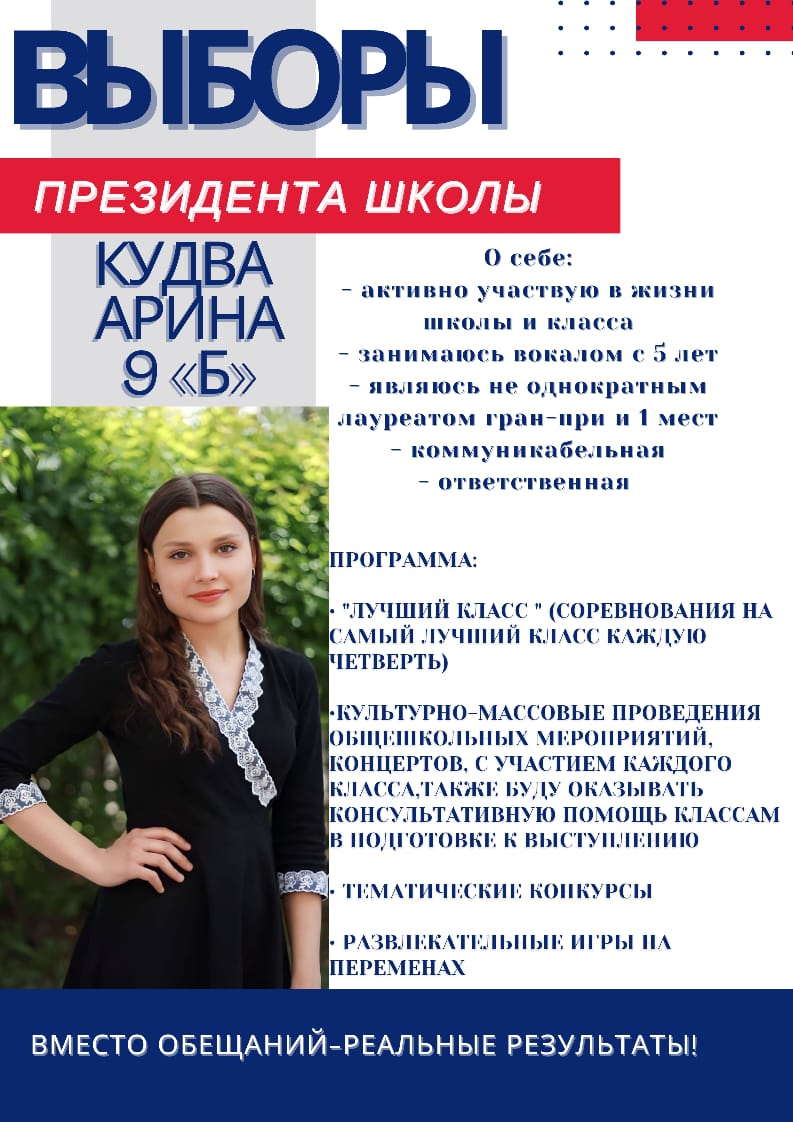 ВЫБОРЫ
ПРЕЗИДЕНТА ШКОЛЫ
КУДВА
АРИНА
9 «Б»
О себе:
- активно участвую в жизни
школы и класса
- занимаюсь вокалом с 5 лет
- являюсь не однократным
лауреатом гран-при и 1 мест
- коммуникабельная
- ответственная
ПРОГРАММА:
• "ЛУЧШИЙ КЛАСС " (СОРЕВНОВАНИЯ НА
САМЫЙ ЛУЧШИЙ КЛАСС КАЖДУЮ
ЧЕТВЕРТЬ)
•КУЛЬТУРНО-МАССОВЫЕ ПРОВЕДЕНИЯ
ОБЩЕШКОЛЬНЫХ МЕРОПРИЯТИЙ,
КОНЦЕРТОВ, С УЧАСТИЕМ КАЖДОГО
КЛАССА,ТАКЖЕ БУДУ ОКАЗЫВАТЬ
КОНСУЛЬТАТИВНУЮ ПОМОЩЬ КЛАССАМ
В ПОДГОТОВКЕ К ВЫСТУПЛЕНИЮ
• ТЕМАТИЧЕСКИЕ КОНКУРСЫ
• РАЗВЛЕКАТЕЛЬНЫЕ ИГРЫ НА
ПЕРЕМЕНАХ
ВМЕСТО ОБЕЩАНИЙ-РЕАЛЬНЫЕ РЕЗУЛЬТАТЫ!